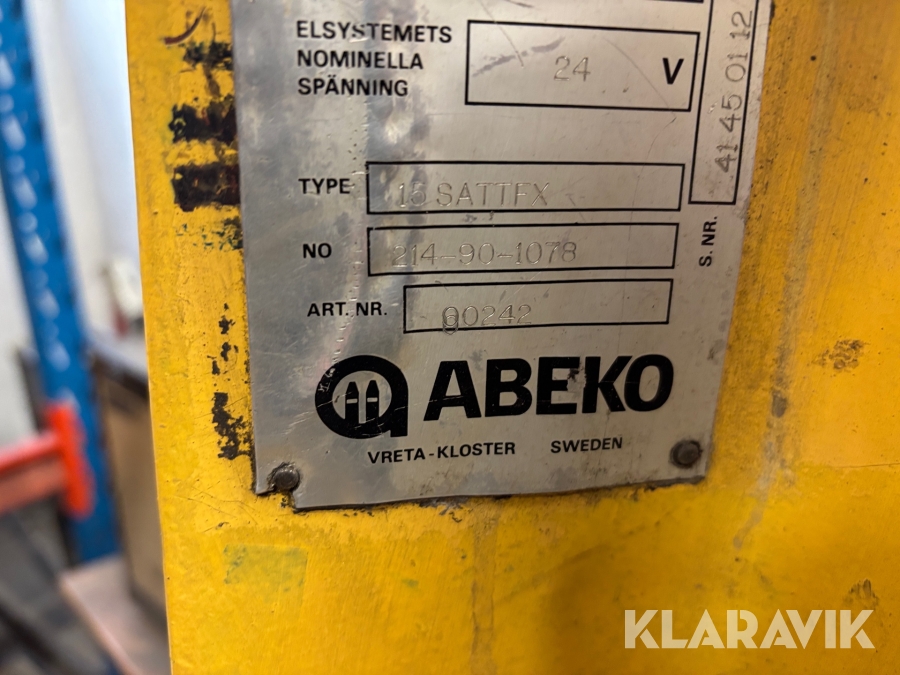 ELSYSTEMETS
NOMINELLA
SPÄNNING
24 V
TYPE 15 SATTFX
NO 214-90-1078
ART. NR. 00242
S. NR. 41 45 01 12
ABEKO
VRETA-KLOSTER SWEDEN
KLARAVIK